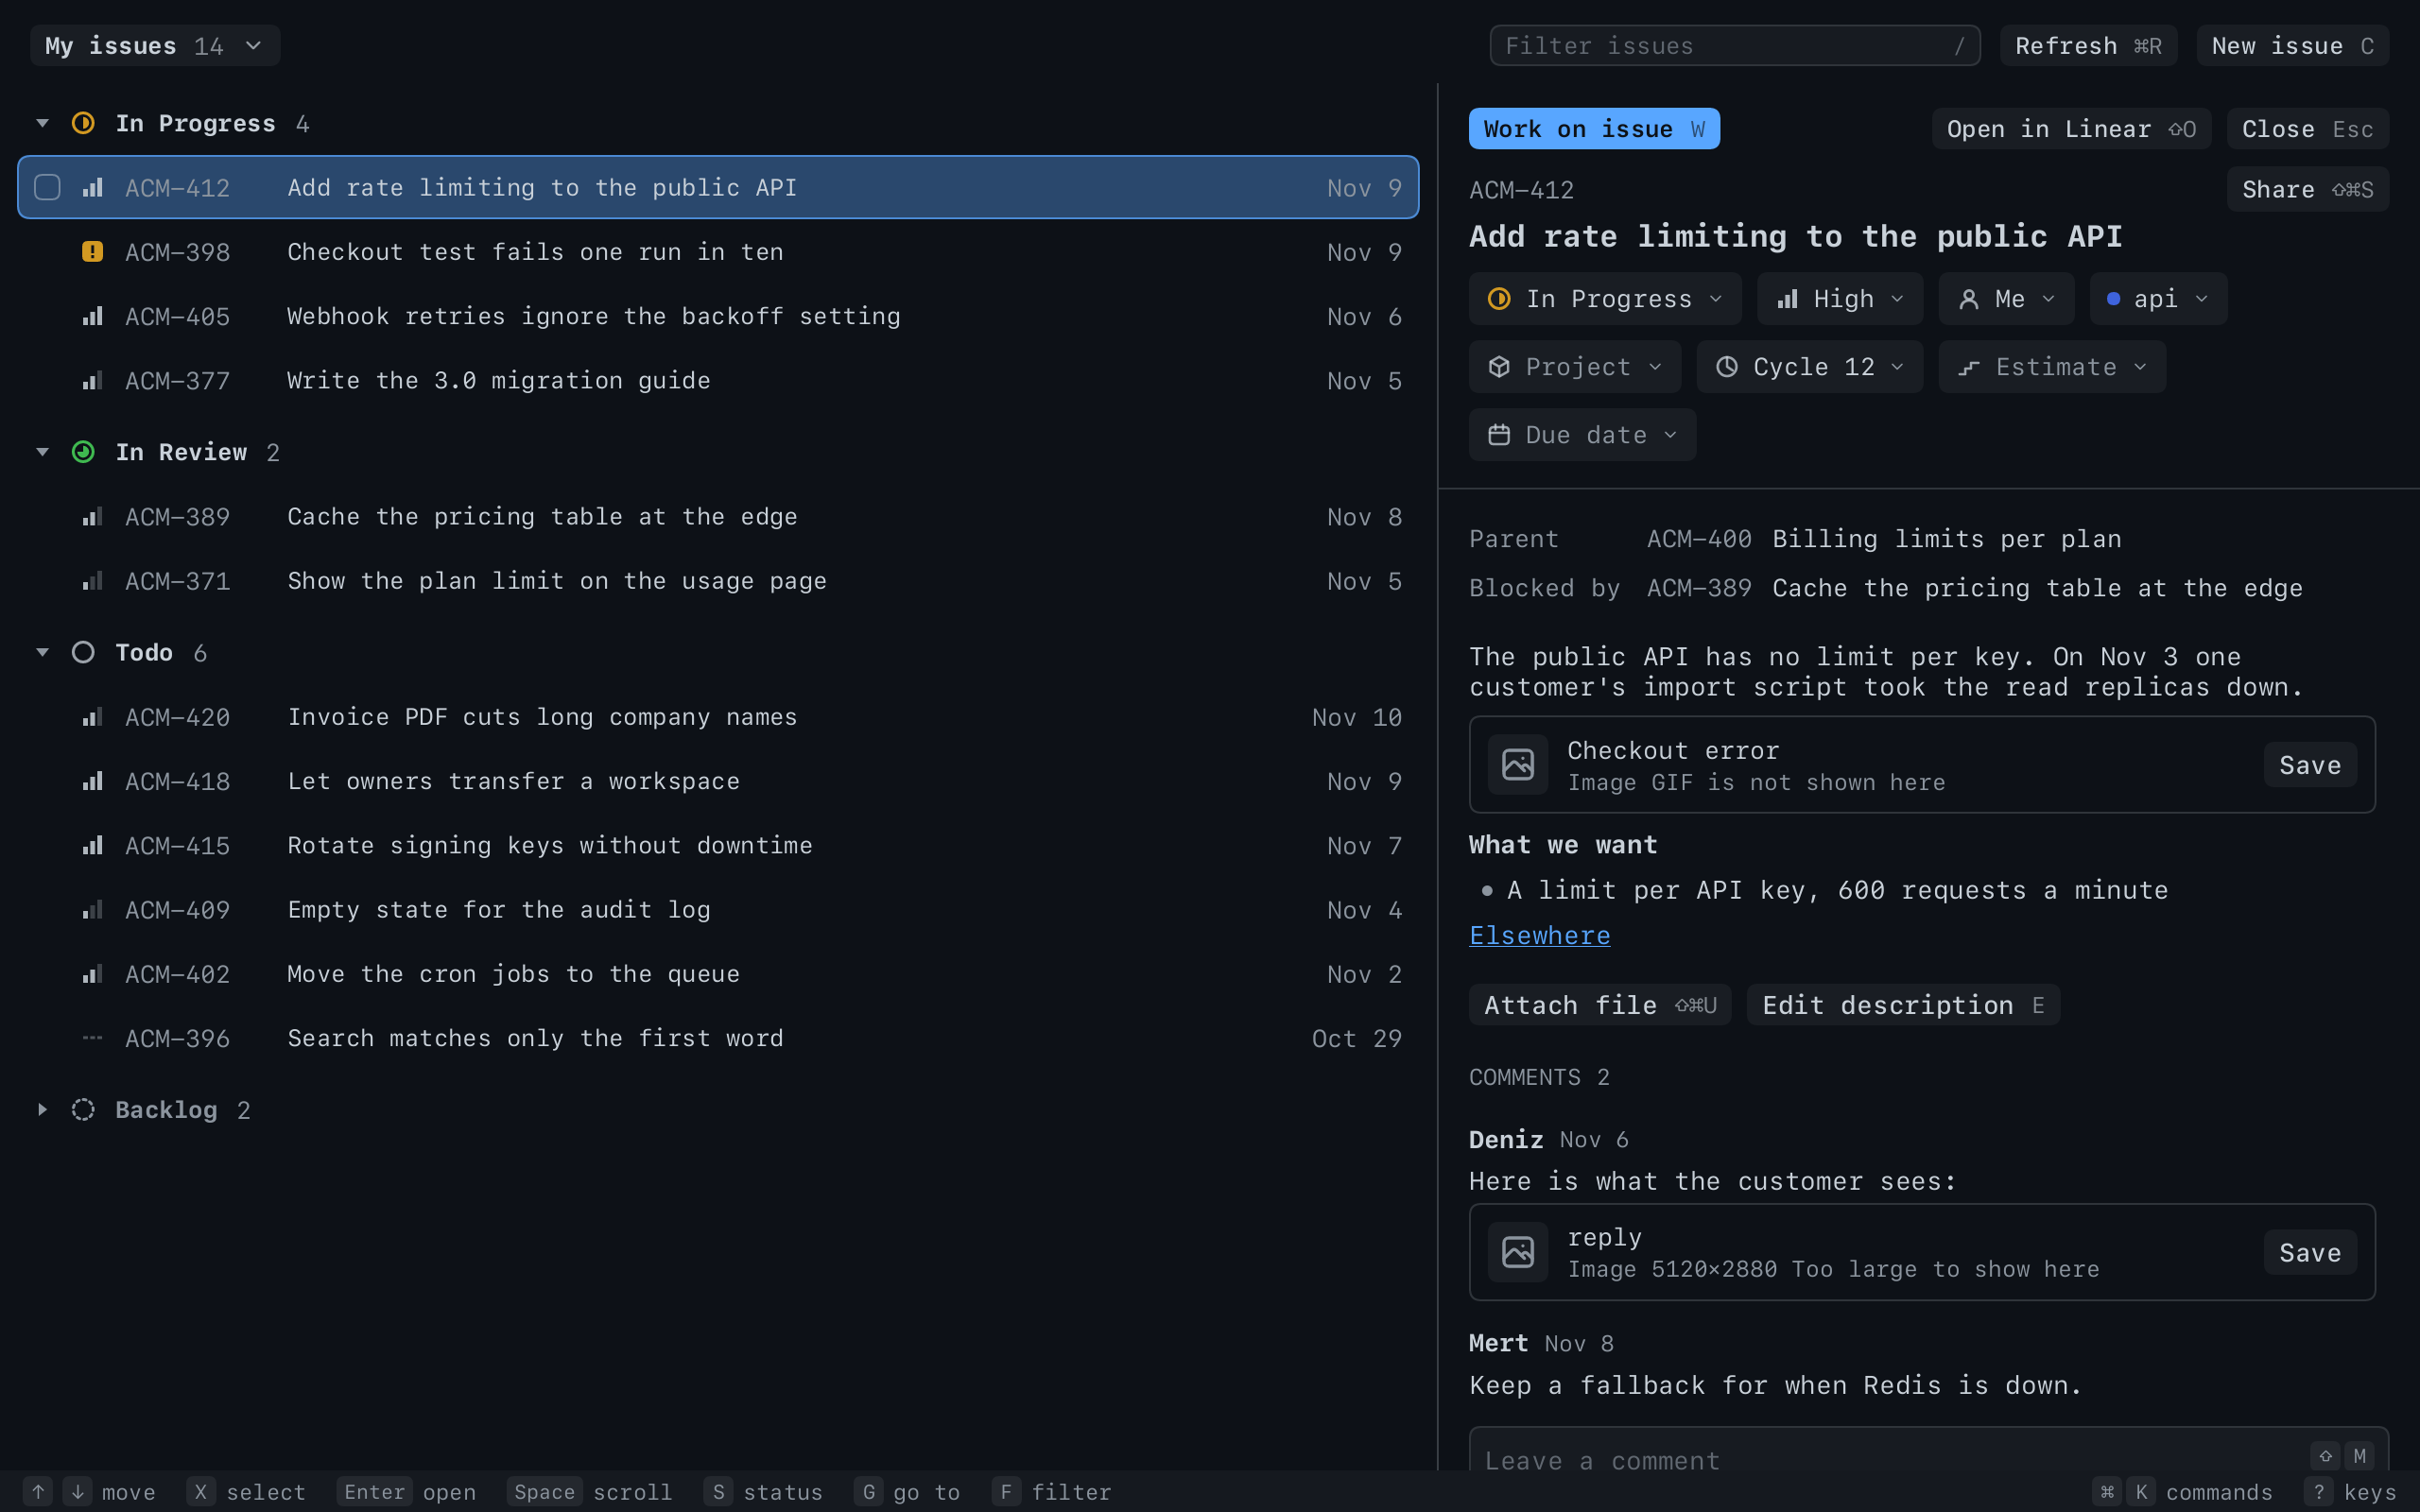 My issues 14
Filter issues /
Refresh ⌘R
New issue C
In Progress 4
ACM-412 Add rate limiting to the public API Nov 9
ACM-398 Checkout test fails one run in ten Nov 9
ACM-405 Webhook retries ignore the backoff setting Nov 6
ACM-377 Write the 3.0 migration guide Nov 5
In Review 2
ACM-389 Cache the pricing table at the edge Nov 8
ACM-371 Show the plan limit on the usage page Nov 5
Todo 6
ACM-420 Invoice PDF cuts long company names Nov 10
ACM-418 Let owners transfer a workspace Nov 9
ACM-415 Rotate signing keys without downtime Nov 7
ACM-409 Empty state for the audit log Nov 4
ACM-402 Move the cron jobs to the queue Nov 2
ACM-396 Search matches only the first word Oct 29
Backlog 2
Work on issue W
Open in Linear ⇧O
Close Esc
ACM-412
Share ⇧⌘S
Add rate limiting to the public API
In Progress High Me api
Project Cycle 12 Estimate
Due date
Parent ACM-400 Billing limits per plan
Blocked by ACM-389 Cache the pricing table at the edge
The public API has no limit per key. On Nov 3 one
customer's import script took the read replicas down.
Checkout error
Image GIF is not shown here
Save
What we want
• A limit per API key, 600 requests a minute
Elsewhere
Attach file ⇧⌘U
Edit description E
COMMENTS 2
Deniz Nov 6
Here is what the customer sees:
reply
Image 5120×2880 Too large to show here
Save
Mert Nov 8
Keep a fallback for when Redis is down.
Leave a comment ⇧ M
↑ ↓ move X select Enter open Space scroll S status G go to F filter
⌘ K commands ? keys